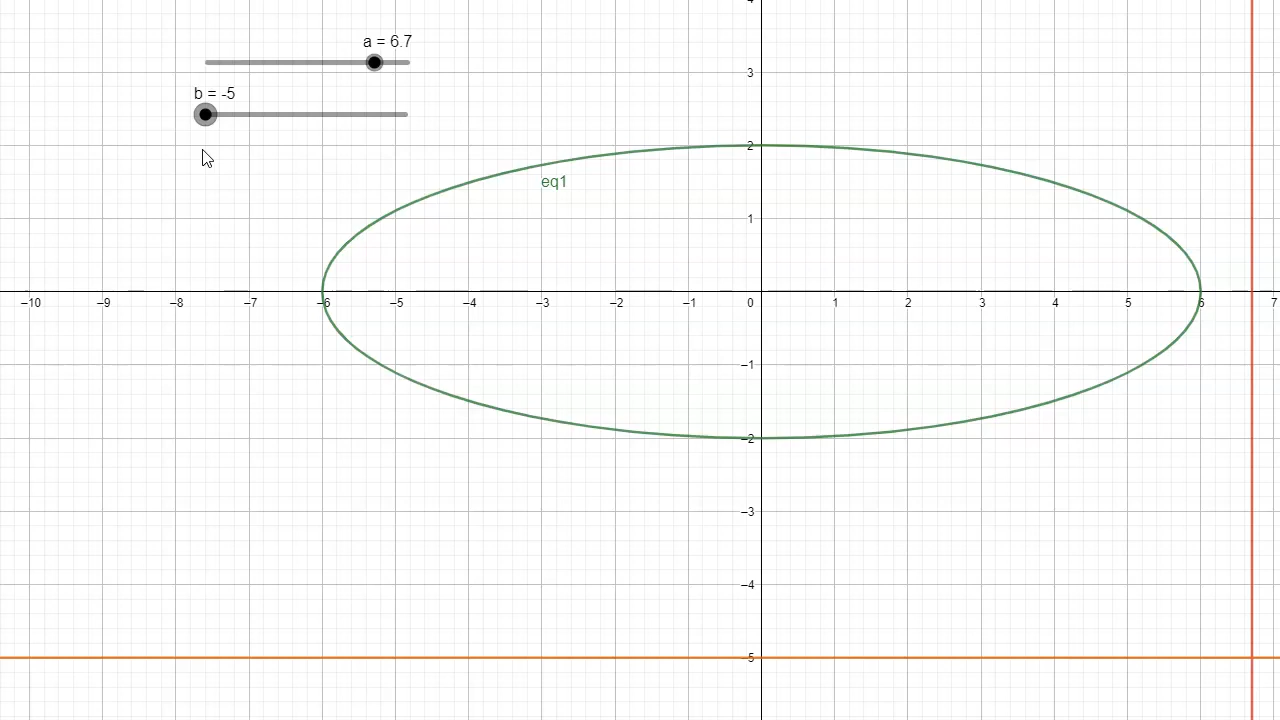 4
a = 6.7
3
b = -5
2
eq1
1
–10 –9 –8 –7 –6 –5 –4 –3 –2 –1 0 1 2 3 4 5 6 7
–1
–2
–3
–4
–5